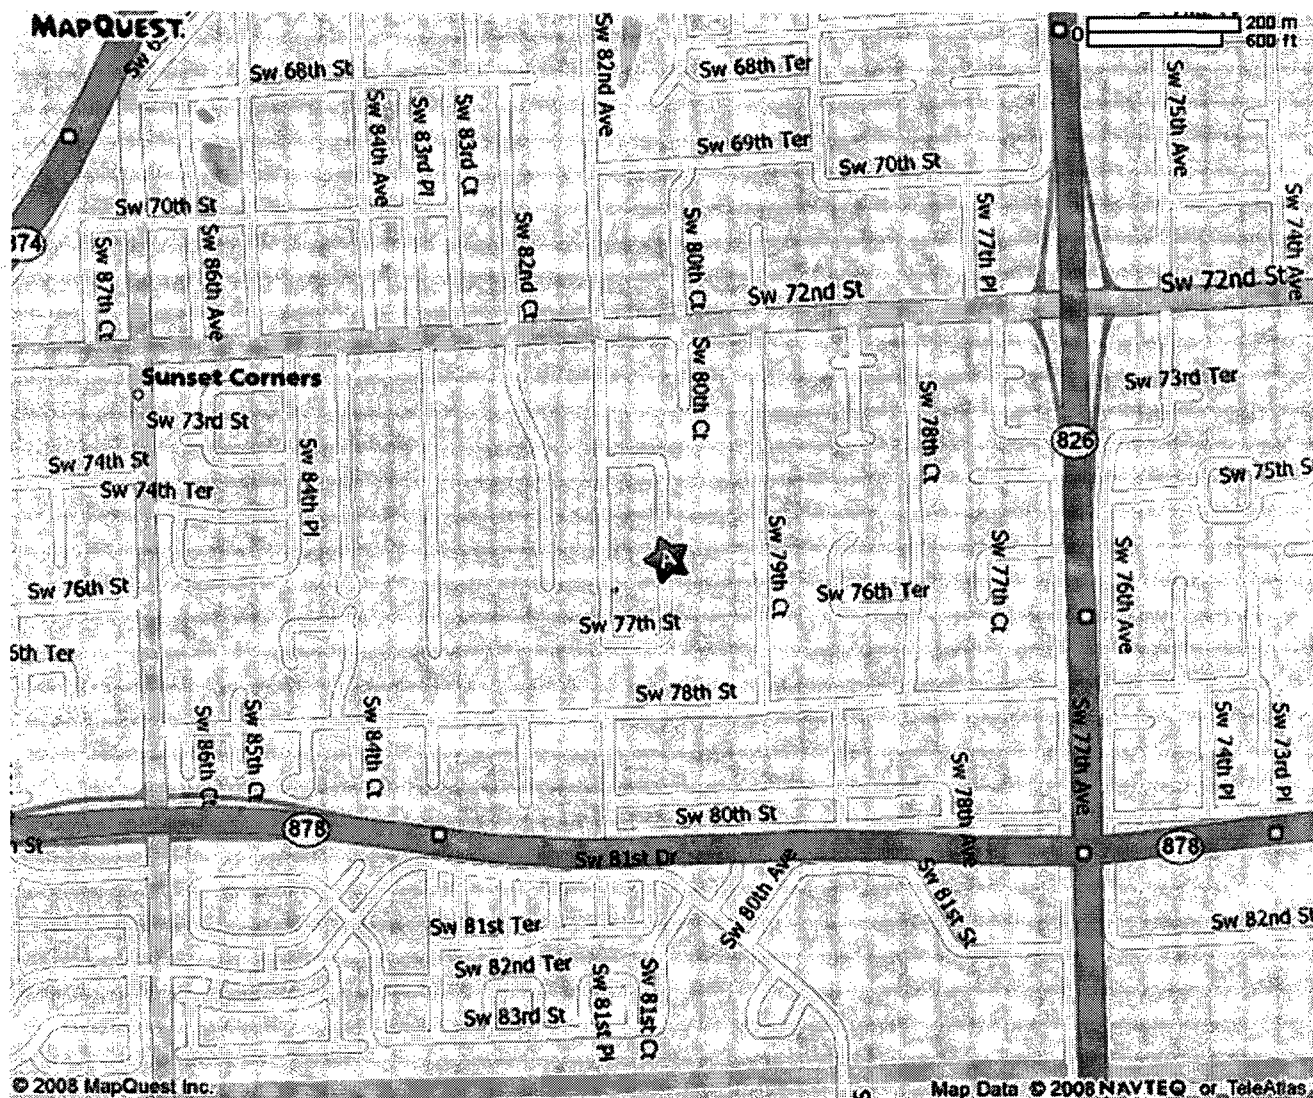 MAPQUEST.
0
200 m
600 ft
Sw 6
Sw 68th St
Sw 82nd Ave
Sw 68th Ter
Sw 75th Ave
Sw 84th Ave
Sw 83rd Pl
Sw 83rd Ct
Sw 69th Ter
Sw 70th St
Sw 70th St
874
Sw 87th Ct
Sw 86th Ave
Sw 82nd Ct
Sw 80th Ct
Sw 77th Pl
Sw 74th Ave
Sw 72nd St
Sw 72nd St
Sunset Corners
Sw 73rd St
Sw 80th Ct
Sw 78th Ct
Sw 73rd Ter
826
Sw 74th St
Sw 74th Ter
Sw 84th Pl
Sw 75th S
Sw 79th Ct
Sw 77th Ct
Sw 76th Ave
Sw 76th St
Sw 76th Ter
Sw 77th St
5th Ter
Sw 78th St
Sw 86th Ct
Sw 85th Ct
Sw 84th Ct
Sw 77th Ave
Sw 74th Pl
Sw 73rd Pl
Sw 78th Ave
Sw 80th St
878
h St
Sw 81st Dr
878
Sw 80th Ave
Sw 81st St
Sw 81st Ter
Sw 82nd St
Sw 82nd Ter
Sw 81st Pl
Sw 81st Ct
Sw 83rd St
© 2008 MapQuest Inc.
Map Data © 2008 NAVTEQ or TeleAtlas